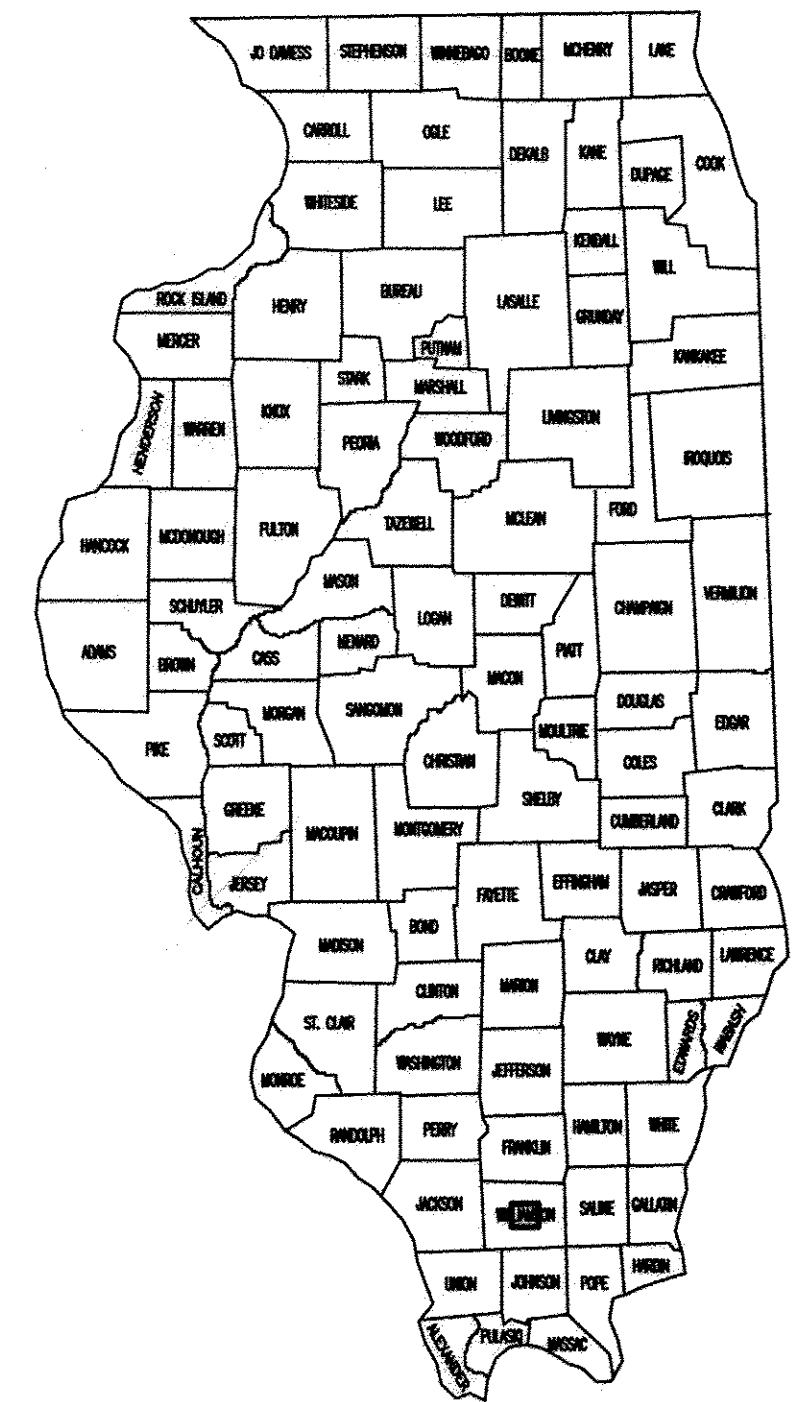 JO DAVIESS
STEPHENSON
WINNEBAGO
BOONE
MCHENRY
LAKE
CARROLL
OGLE
DEKALB
KANE
DUPAGE
COOK
WHITESIDE
LEE
KENDALL
WILL
ROCK ISLAND
HENRY
BUREAU
LASALLE
GRUNDY
MERCER
PUTNAM
KANKAKEE
STARK
MARSHALL
HENDERSON
WARREN
KNOX
PEORIA
WOODFORD
LIVINGSTON
IROQUOIS
HANCOCK
MCDONOUGH
FULTON
TAZEWELL
MCLEAN
FORD
MASON
SCHUYLER
LOGAN
DEWITT
CHAMPAIGN
VERMILION
ADAMS
BROWN
CASS
MENARD
PIATT
MACON
MORGAN
SANGOMON
DOUGLAS
EDGAR
PIKE
SCOTT
CHRISTIAN
MOULTRIE
COLES
GREENE
MACOUPIN
MONTGOMERY
SHELBY
CUMBERLAND
CLARK
CALHOUN
JERSEY
FAYETTE
EFFINGHAM
JASPER
CRAWFORD
MADISON
BOND
CLAY
RICHLAND
LAWRENCE
CLINTON
MARION
ST. CLAIR
WAYNE
EDWARDS
WABASH
MONROE
WASHINGTON
JEFFERSON
RANDOLPH
PERRY
FRANKLIN
HAMILTON
WHITE
JACKSON
SALINE
GALLATIN
UNION
JOHNSON
POPE
HARDIN
ALEXANDER
PULASKI
MASSAC